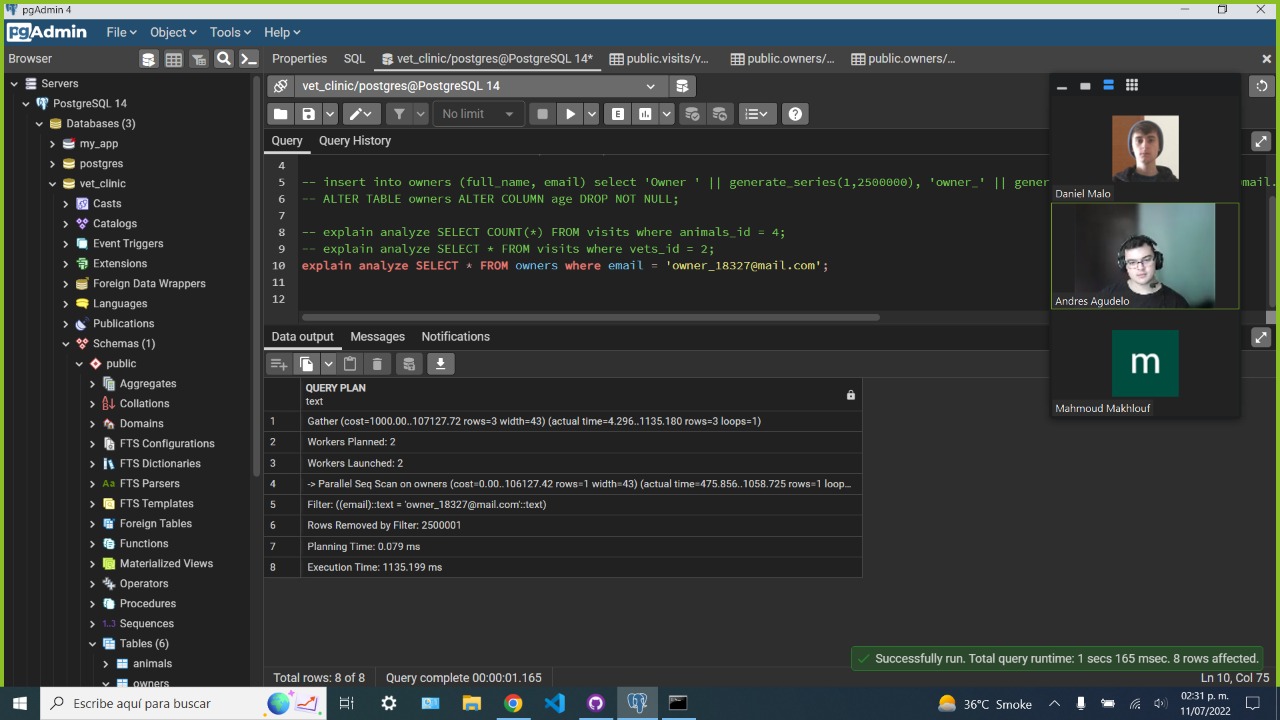 pgAdmin 4
pgAdmin File Object Tools Help
Browser
Properties SQL vet_clinic/postgres@PostgreSQL 14* public.visits/v... public.owners/... public.owners/...
Servers
PostgreSQL 14
Databases (3)
my_app
postgres
vet_clinic
Casts
Catalogs
Event Triggers
Extensions
Foreign Data Wrappers
Languages
Publications
Schemas (1)
public
Aggregates
Collations
Domains
FTS Configurations
FTS Dictionaries
Aa FTS Parsers
FTS Templates
Foreign Tables
Functions
Materialized Views
Operators
Procedures
1..3 Sequences
Tables (6)
animals
owners
vet_clinic/postgres@PostgreSQL 14
No limit
E
Query Query History
4
5 -- insert into owners (full_name, email) select 'Owner ' || generate_series(1,2500000), 'owner_' || gener
mail.
6 -- ALTER TABLE owners ALTER COLUMN age DROP NOT NULL;
7
8 -- explain analyze SELECT COUNT(*) FROM visits where animals_id = 4;
9 -- explain analyze SELECT * FROM visits where vets_id = 2;
10 explain analyze SELECT * FROM owners where email = 'owner_18327@mail.com';
11
12
Data output Messages Notifications
QUERY PLAN
text
1 Gather (cost=1000.00..107127.72 rows=3 width=43) (actual time=4.296..1135.180 rows=3 loops=1)
2 Workers Planned: 2
3 Workers Launched: 2
4 -> Parallel Seq Scan on owners (cost=0.00..106127.42 rows=1 width=43) (actual time=475.856..1058.725 rows=1 loop...
5 Filter: ((email)::text = 'owner_18327@mail.com'::text)
6 Rows Removed by Filter: 2500001
7 Planning Time: 0.079 ms
8 Execution Time: 1135.199 ms
Daniel Malo
Andres Agudelo
m
Mahmoud Makhlouf
Successfully run. Total query runtime: 1 secs 165 msec. 8 rows affected.
Total rows: 8 of 8 Query complete 00:00:01.165 Ln 10, Col 75
Escribe aquí para buscar
36°C Smoke
02:31 p. m.
11/07/2022